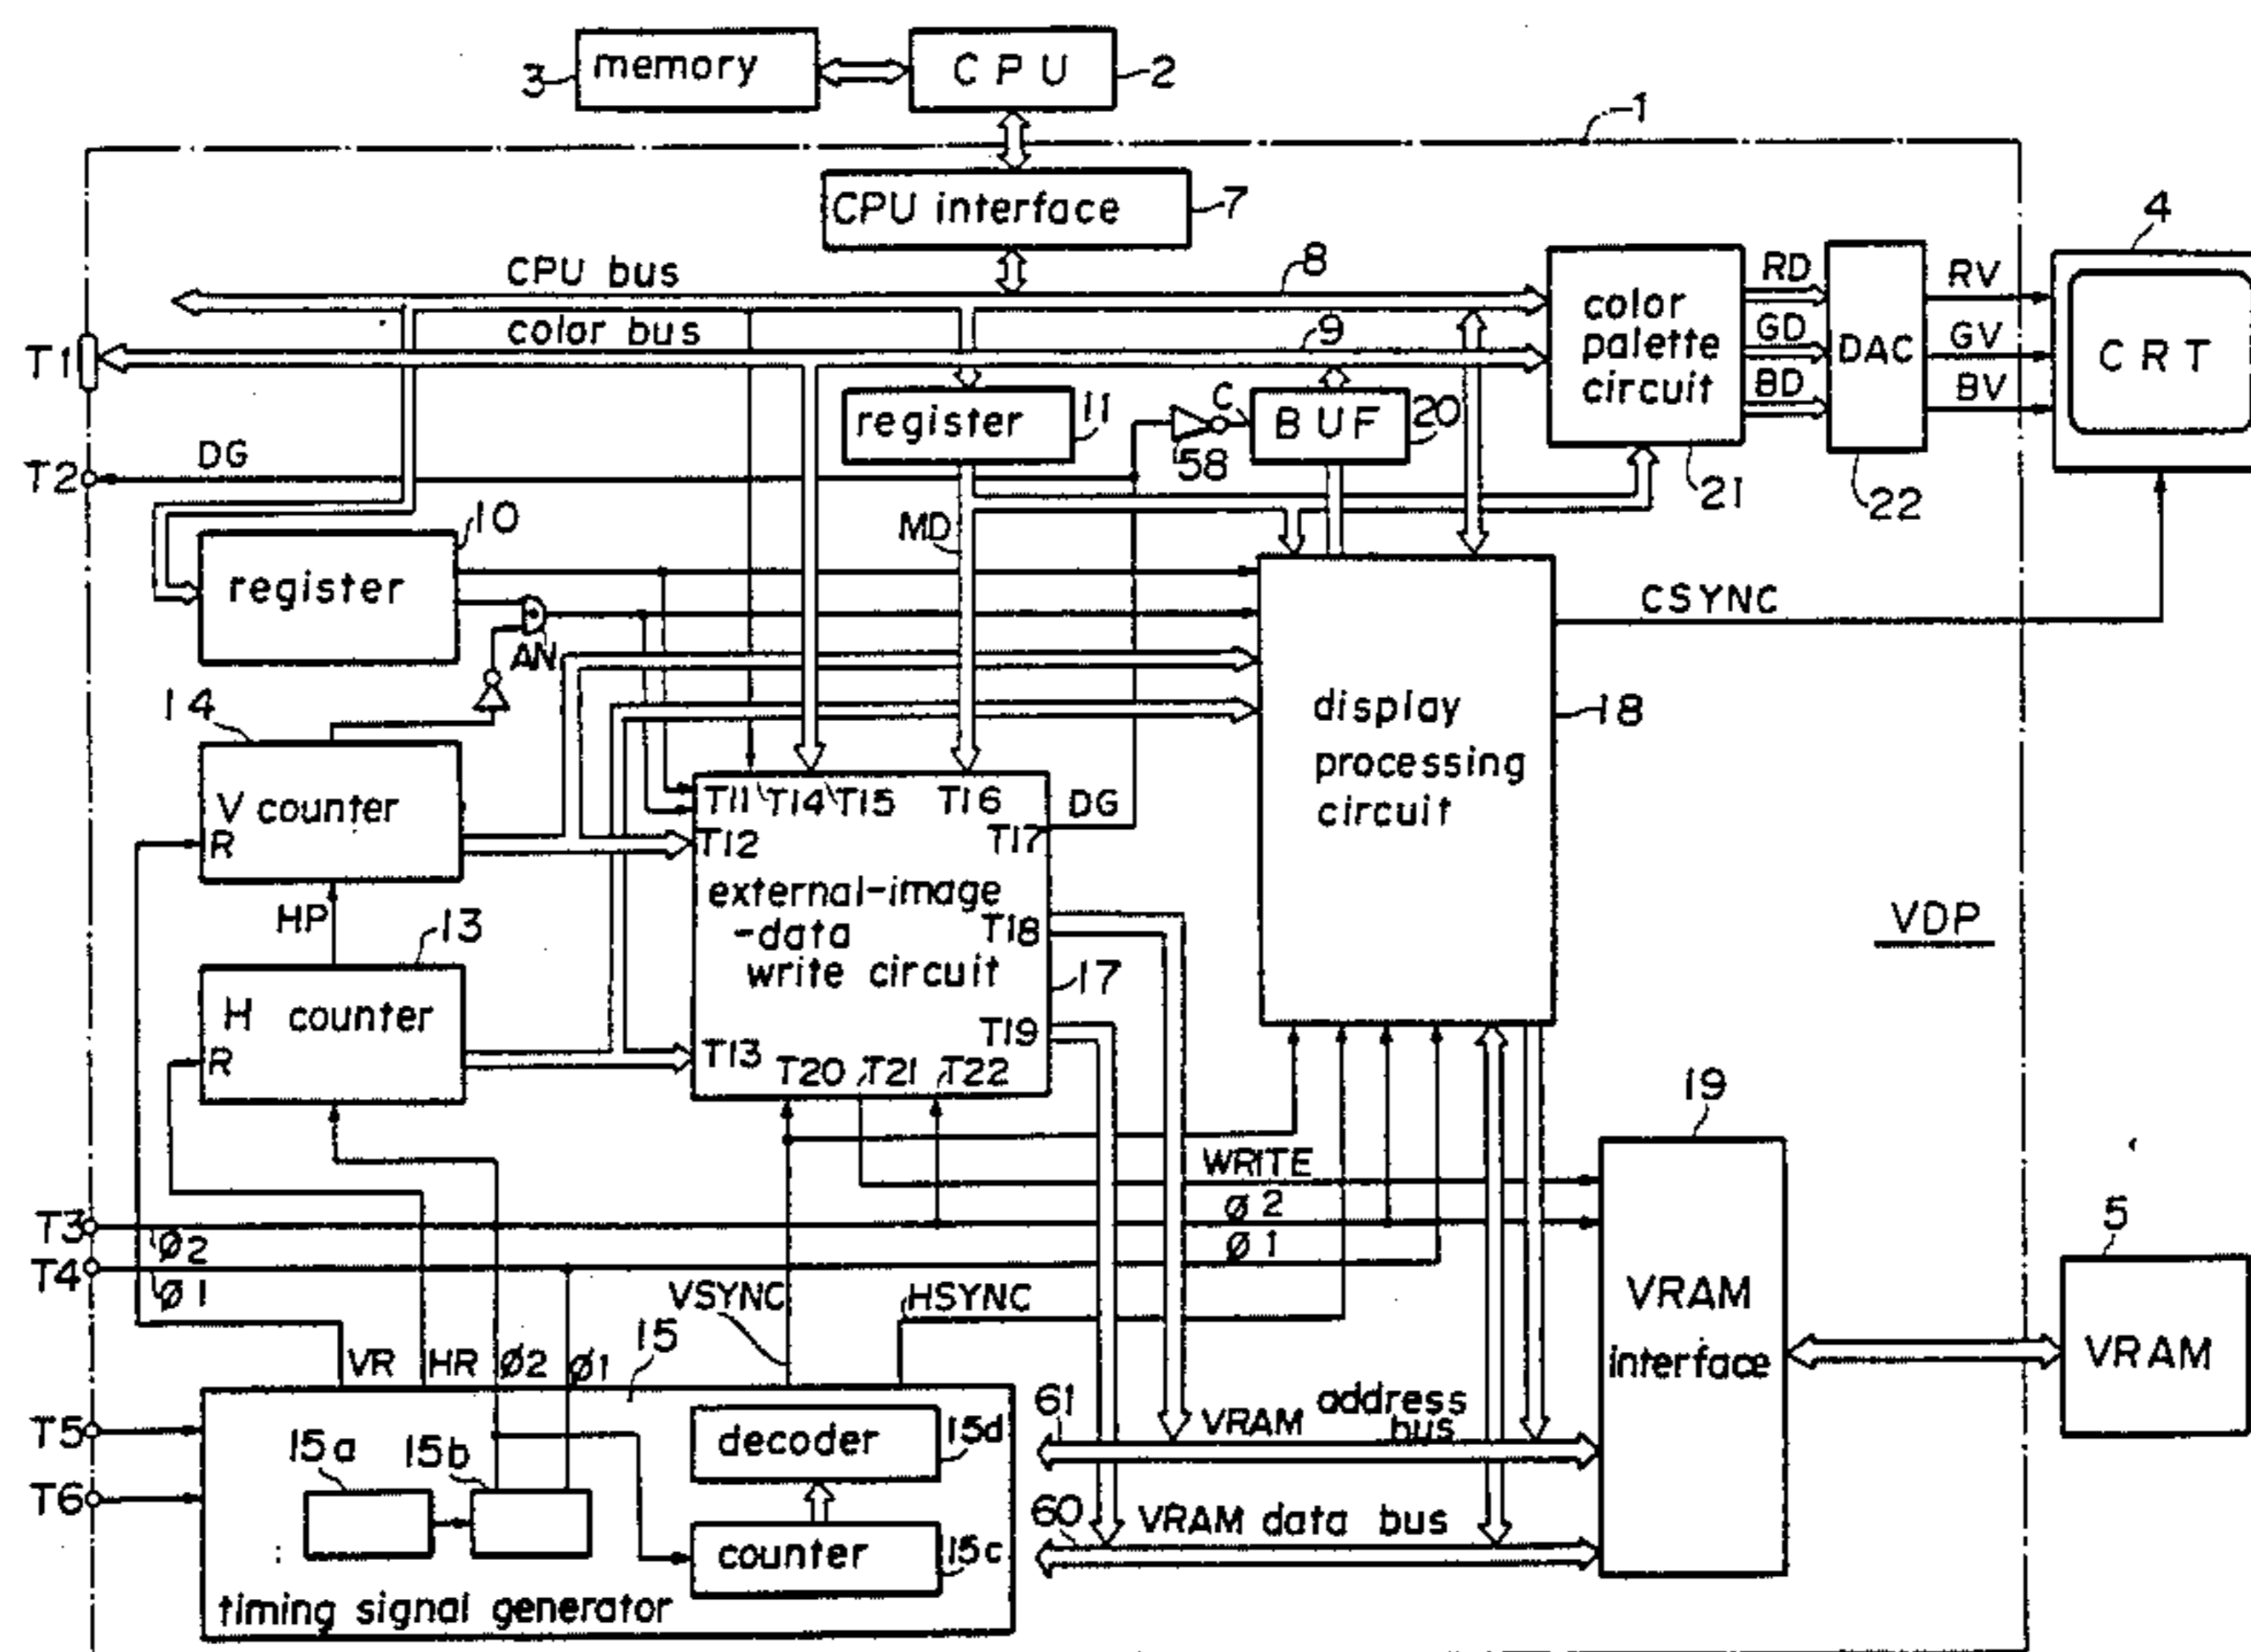 3
memory
CPU
2
1
CPU interface
7
4
CPU bus
8
color bus
9
T1
color
palette
circuit
RD
GD
BD
DAC
RV
GV
BV
CRT
register
11
58
C
BUF
20
21
22
T2
DG
10
MD
register
AN
CSYNC
14
display
processing
circuit
18
V counter
R
T11
T14
T15
T16
DG
T17
T12
external-image
-data
write circuit
T18
17
VDP
HP
13
H counter
R
T13
T19
T20
T21
T22
19
WRITE
T3
ø2
ø2
ø1
T4
ø1
5
VSYNC
HSYNC
VRAM
interface
VRAM
VR
HR
ø2
ø1
15
T5
T6
15a
15b
decoder
15d
counter
15c
timing signal generator
61
VRAM
address
bus
60
VRAM data bus